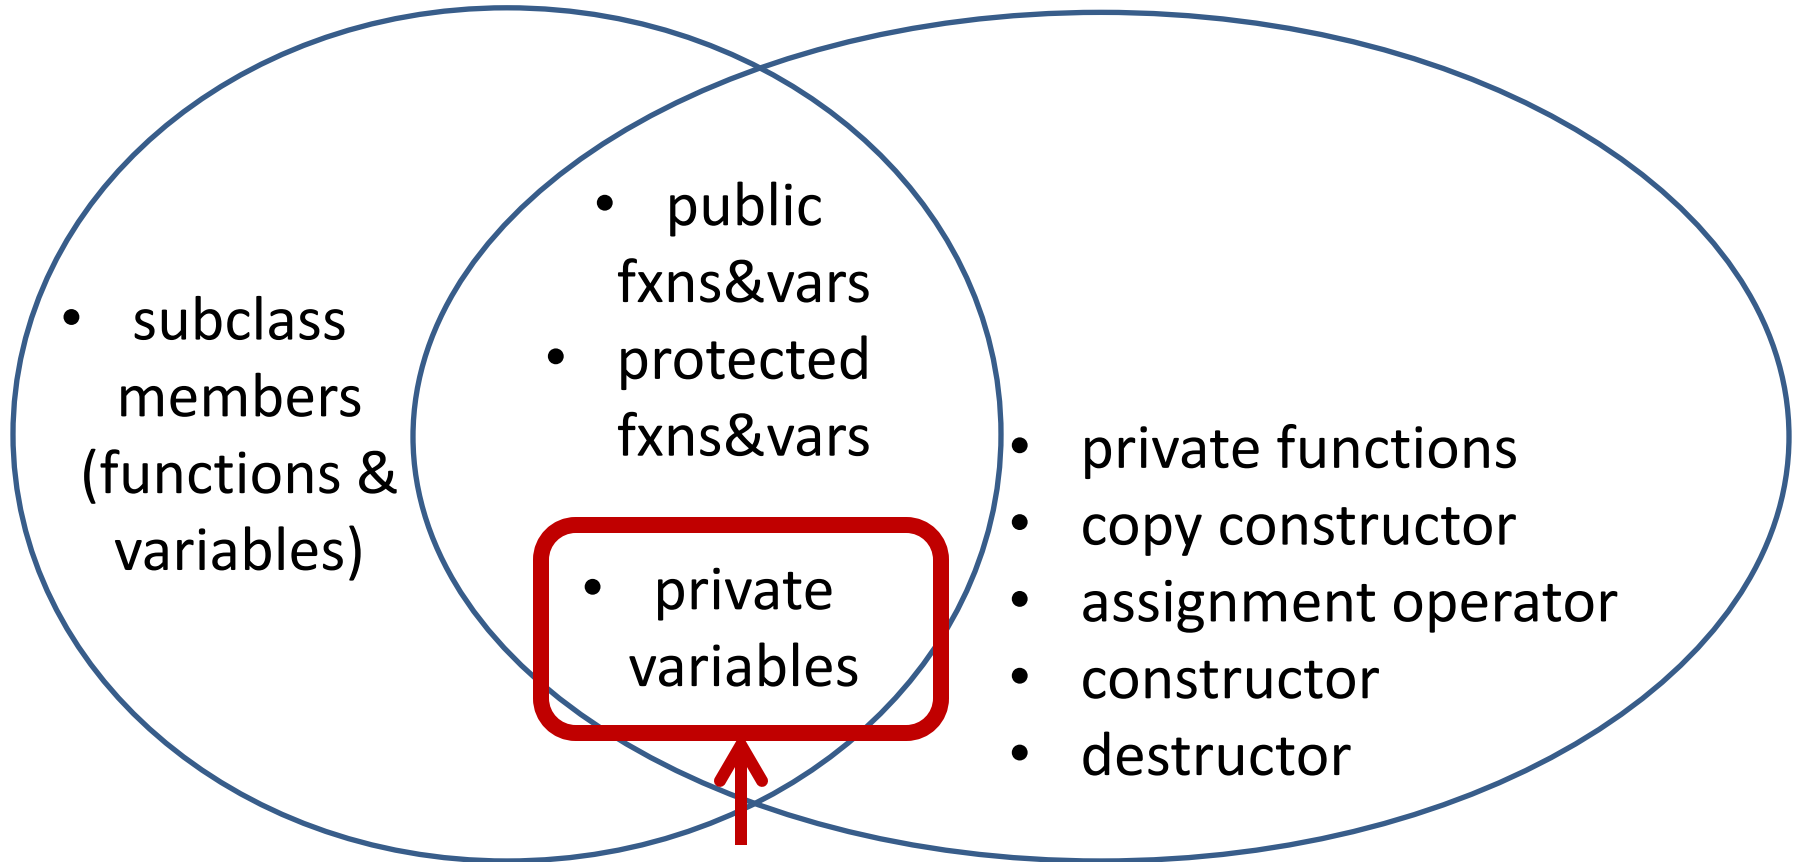 • subclass
members
(functions &
variables)
• public
fxns&vars
• protected
fxns&vars
• private
variables
• private functions
• copy constructor
• assignment operator
• constructor
• destructor